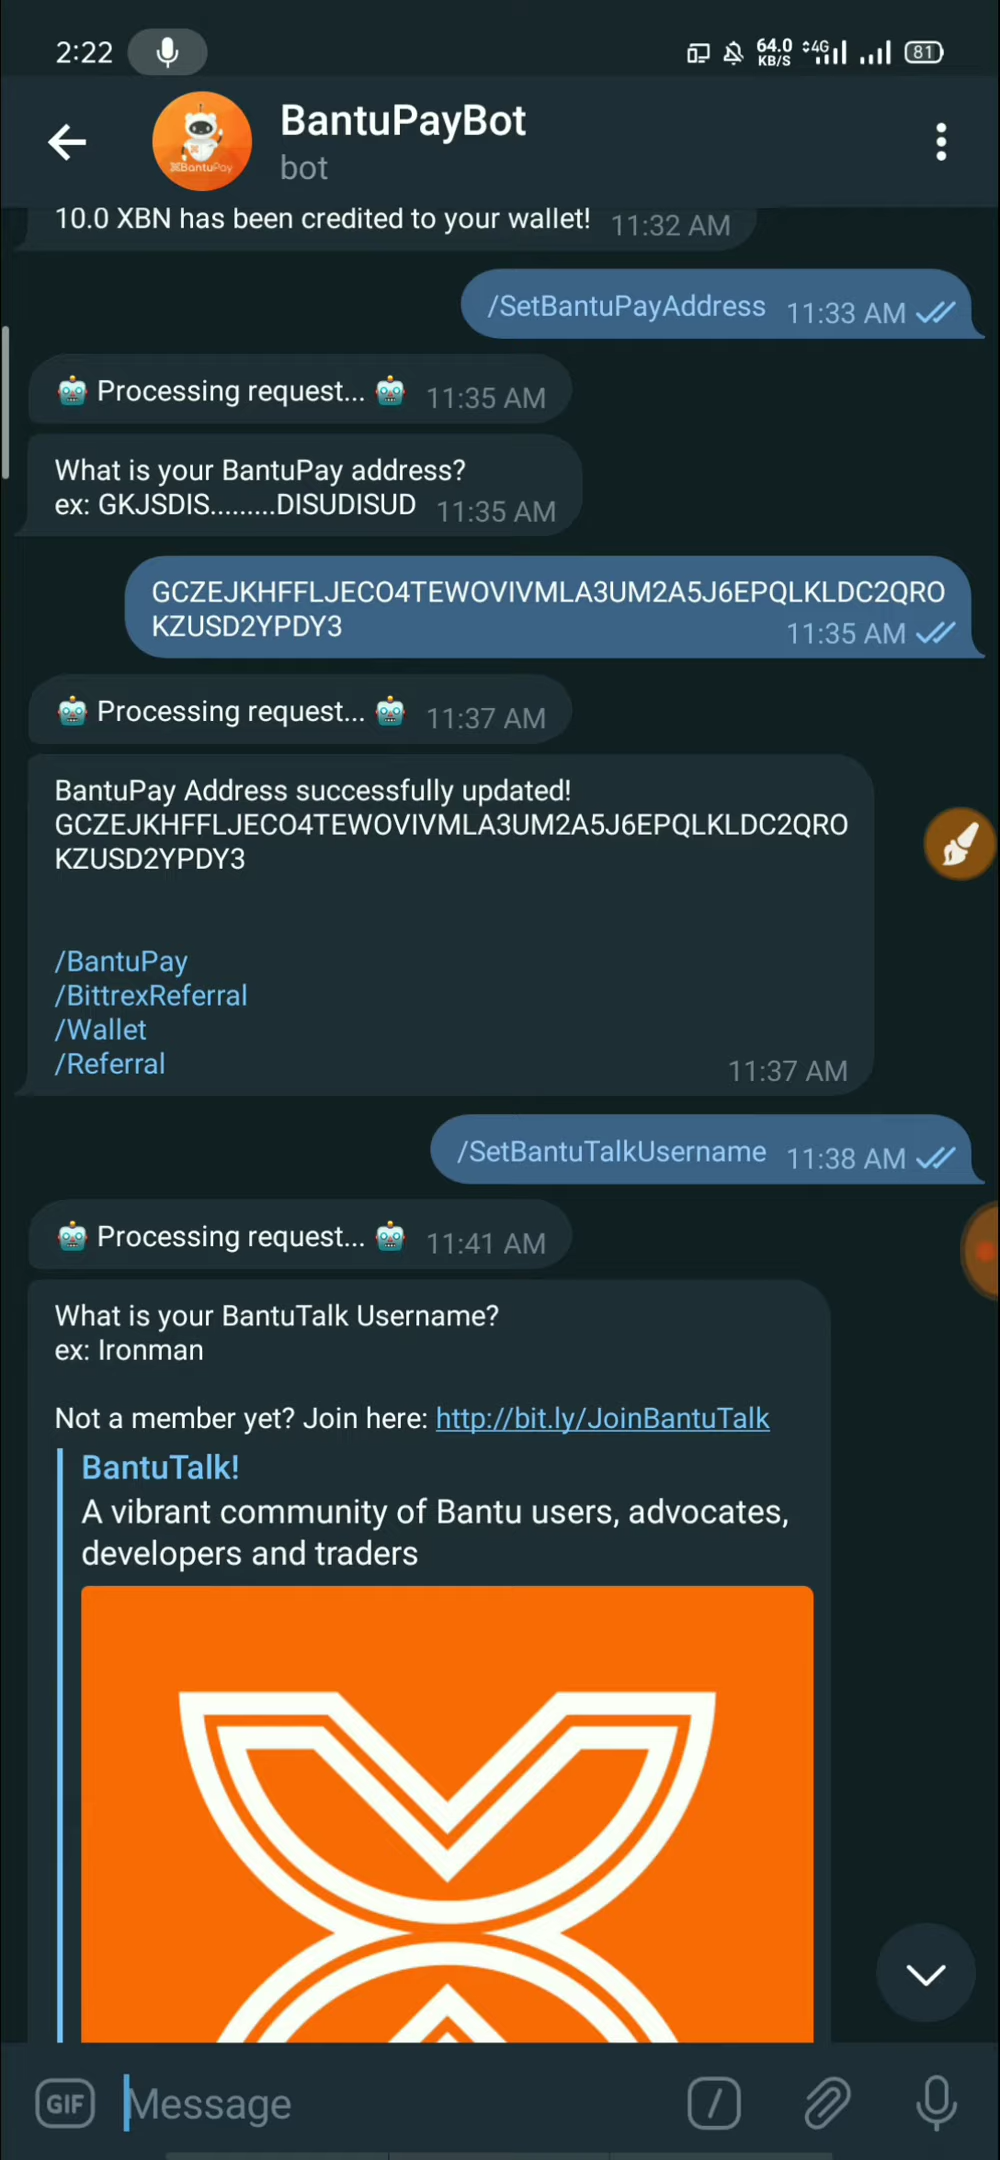 2:22
64.0
KB/S
4G
81
BantuPayBot
bot
BantuPay
10.0 XBN has been credited to your wallet! 11:32 AM
/SetBantuPayAddress 11:33 AM
🤖 Processing request... 🤖 11:35 AM
What is your BantuPay address?
ex: GKJSDIS.........DISUDISUD 11:35 AM
GCZEJKHFFLJECO4TEWOVIVMLA3UM2A5J6EPQLKLDC2QRO
KZUSD2YPDY3 11:35 AM
🤖 Processing request... 🤖 11:37 AM
BantuPay Address successfully updated!
GCZEJKHFFLJECO4TEWOVIVMLA3UM2A5J6EPQLKLDC2QRO
KZUSD2YPDY3
/BantuPay
/BittrexReferral
/Wallet
/Referral
11:37 AM
/SetBantuTalkUsername 11:38 AM
🤖 Processing request... 🤖 11:41 AM
What is your BantuTalk Username?
ex: Ironman
Not a member yet? Join here: http://bit.ly/JoinBantuTalk
BantuTalk!
A vibrant community of Bantu users, advocates,
developers and traders
GIF
Message